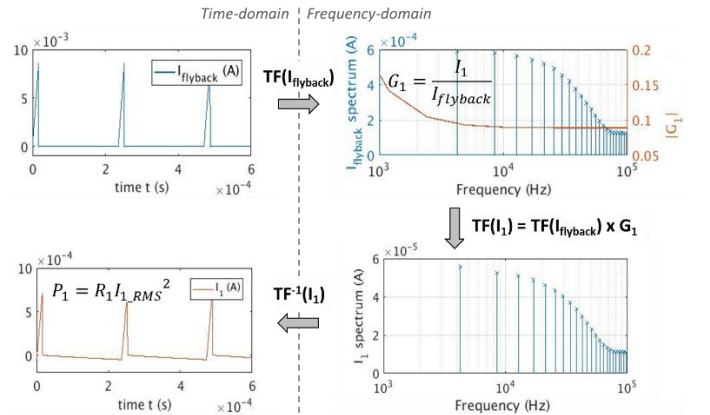 Time-domain
Frequency-domain
×10⁻³
10
5
0
I_flyback (A)
0 2 4 6
time t (s)
×10⁻⁴
TF(I_flyback)
×10⁻⁴
6
4
2
0
I_flyback spectrum (A)
G₁ = I₁ / I_flyback
0.2
0.15
0.1
0.05
|G₁|
10³ 10⁴ 10⁵
Frequency (Hz)
TF(I₁) = TF(I_flyback) x G₁
×10⁻⁴
10
5
0
P₁ = R₁I₁_RMS²
I₁ (A)
0 2 4 6
time t (s)
×10⁻⁴
TF⁻¹(I₁)
×10⁻⁵
6
4
2
0
I₁ spectrum (A)
10³ 10⁴ 10⁵
Frequency (Hz)